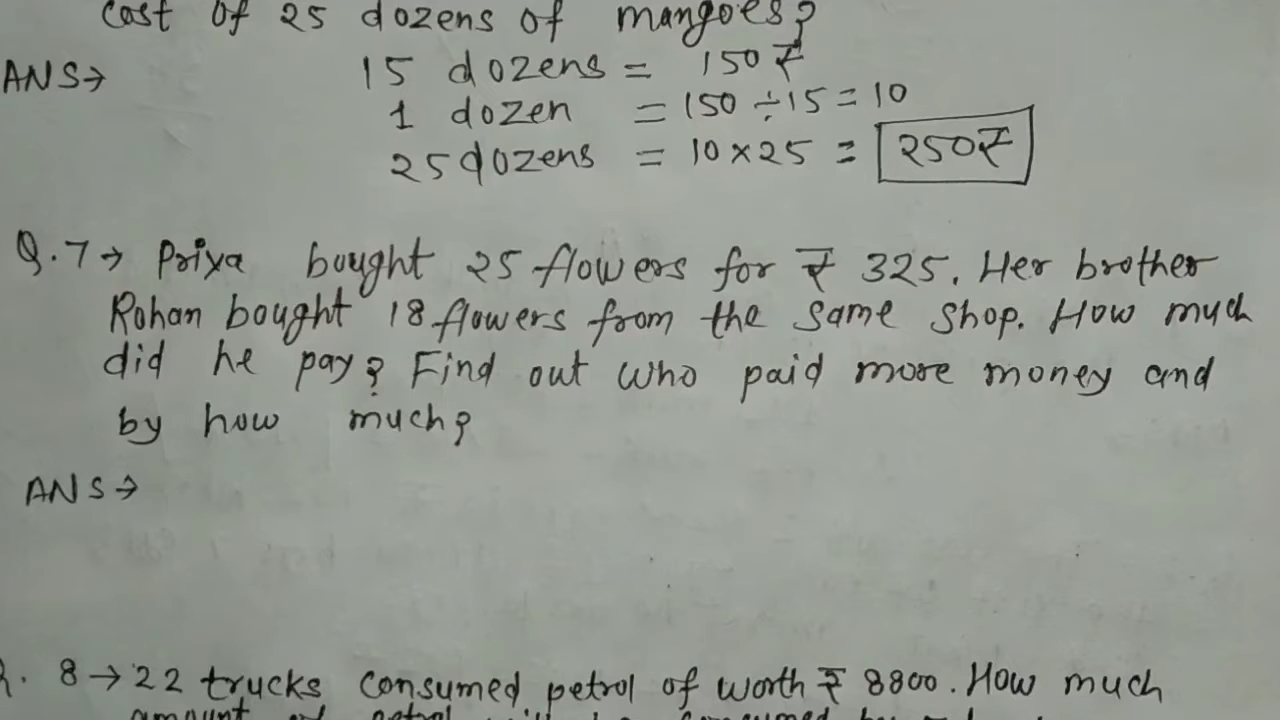 Cost of 25 dozens of mangoes?
ANS→ 15 dozens = 150₹
1 dozen = 150 ÷ 15 = 10
25 dozens = 10 × 25 = 250₹
Q.7→ Priya bought 25 flowers for ₹ 325. Her brother
Rohan bought 18 flowers from the same shop. How much
did he pay? Find out who paid more money and
by how much?
ANS→
8→ 22 trucks consumed petrol of worth ₹ 8800. How much
amount of petrol